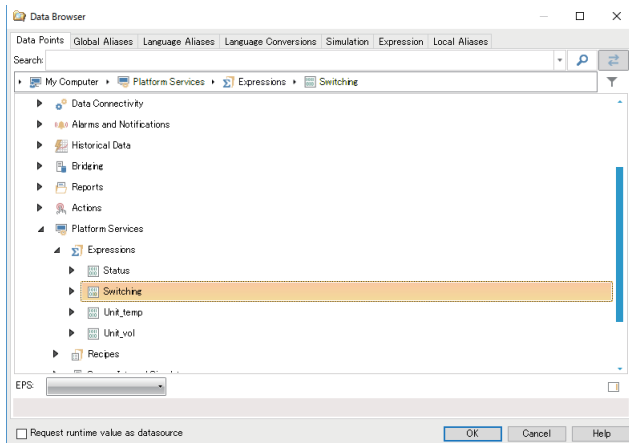 Data Browser
Data Points Global Aliases Language Aliases Language Conversions Simulation Expression Local Aliases
Search:
My Computer Platform Services Expressions Switching
Data Connectivity
Alarms and Notifications
Historical Data
Bridging
Reports
Actions
Platform Services
Expressions
Status
Switching
Unit_temp
Unit_vol
Recipes
EPS:
Request runtime value as datasource
OK Cancel Help